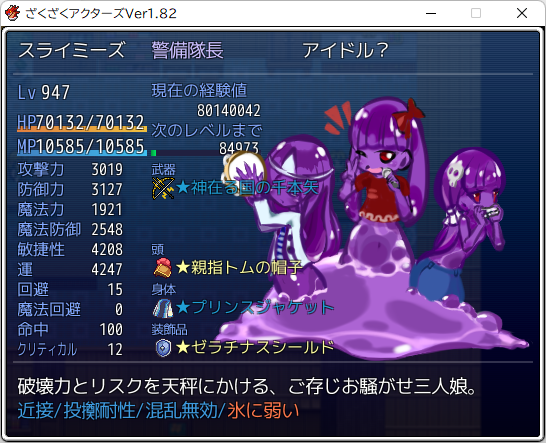 ざくざくアクターズVer1.82
スライミーズ 警備隊長 アイドル？
Lv 947 現在の経験値
80140042
HP70132/70132 次のレベルまで
MP10585/10585 84973
攻撃力 3019 武器
防御力 3127 ★神在る国の千本矢
魔法力 1921
魔法防御 2548
敏捷性 4208 頭
運 4247 ★親指トムの帽子
回避 15 身体
魔法回避 0 ★プリンスジャケット
命中 100 装飾品
クリティカル 12 ★ゼラチナスシールド
破壊力とリスクを天秤にかける、ご存じお騒がせ三人娘。
近接/投擲耐性/混乱無効/氷に弱い